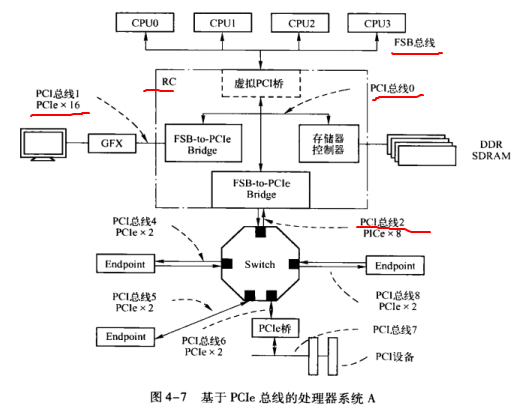 CPU0
CPU1
CPU2
CPU3
FSB总线
RC
虚拟PCI桥
PCI总线1
PCIe×16
PCI总线0
GFX
FSB-to-PCIe
Bridge
存储器
控制器
DDR
SDRAM
FSB-to-PCIe
Bridge
PCI总线4
PCIe×2
PCI总线2
PICe×8
Endpoint
Switch
Endpoint
PCI总线5
PCIe×2
PCI总线8
PCIe×2
Endpoint
PCI总线6
PCIe×2
PCIe桥
PCI总线7
PCI设备
图4-7 基于PCIe总线的处理器系统A